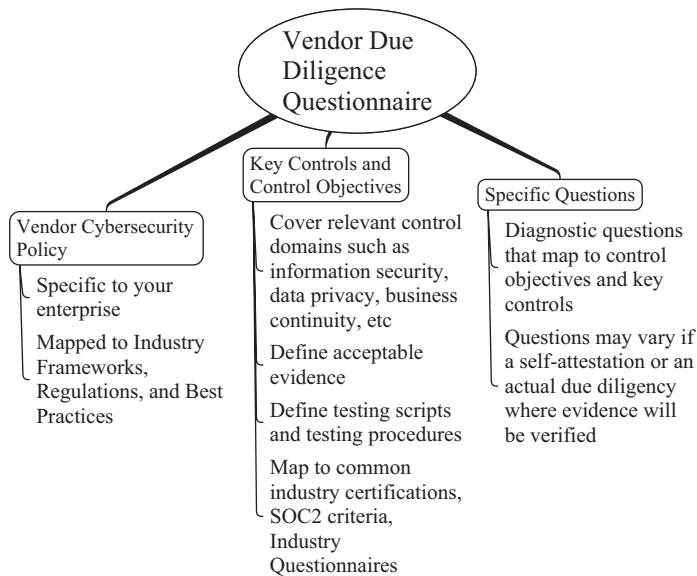 Vendor Due
Diligence
Questionnaire
Vendor Cybersecurity
Policy
Specific to your
enterprise
Mapped to Industry
Frameworks,
Regulations, and Best
Practices
Key Controls and
Control Objectives
Cover relevant control
domains such as
information security,
data privacy, business
continuity, etc
Define acceptable
evidence
Define testing scripts
and testing procedures
Map to common
industry certifications,
SOC2 criteria,
Industry
Questionnaires
Specific Questions
Diagnostic questions
that map to control
objectives and key
controls
Questions may vary if
a self-attestation or an
actual due diligency
where evidence will
be verified